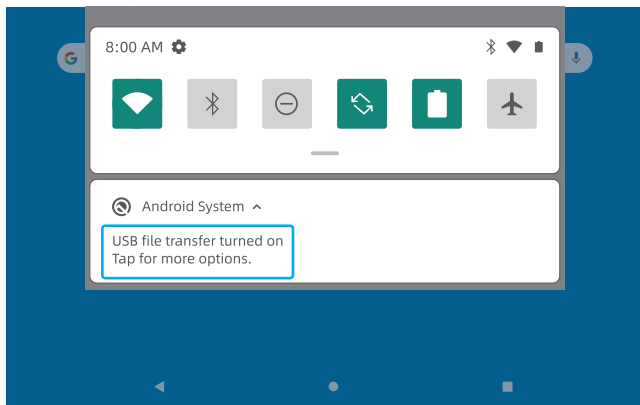 8:00 AM
Android System
USB file transfer turned on
Tap for more options.